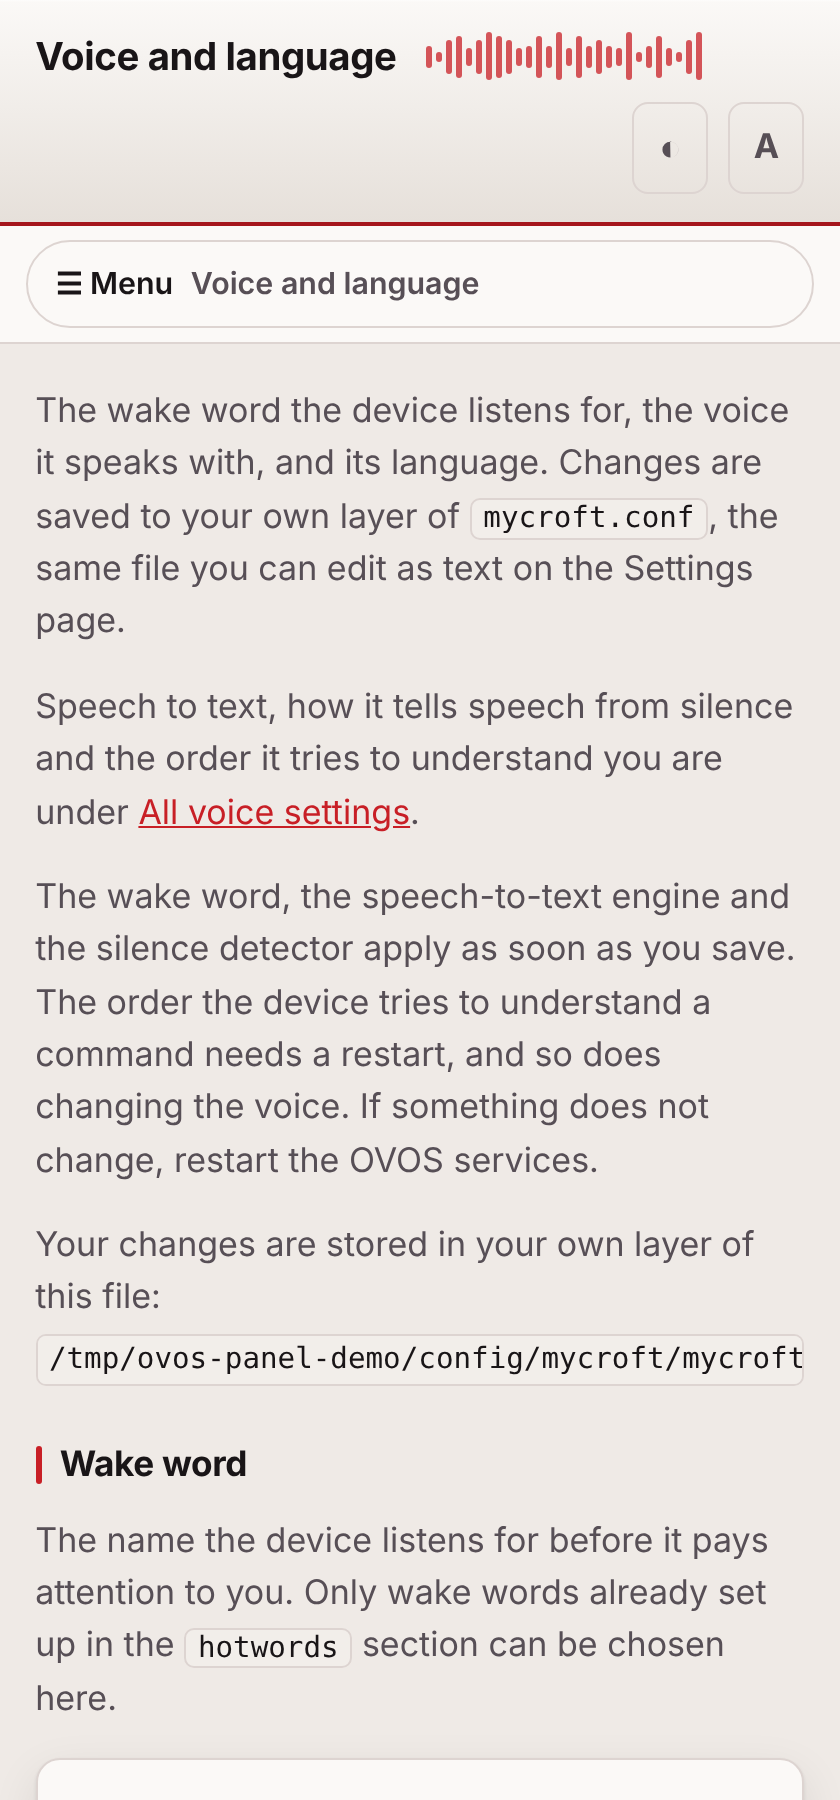 Voice and language
A
☰ Menu Voice and language
The wake word the device listens for, the voice
it speaks with, and its language. Changes are
saved to your own layer of mycroft.conf, the
same file you can edit as text on the Settings
page.
Speech to text, how it tells speech from silence
and the order it tries to understand you are
under All voice settings.
The wake word, the speech-to-text engine and
the silence detector apply as soon as you save.
The order the device tries to understand a
command needs a restart, and so does
changing the voice. If something does not
change, restart the OVOS services.
Your changes are stored in your own layer of
this file:
/tmp/ovos-panel-demo/config/mycroft/mycroft
Wake word
The name the device listens for before it pays
attention to you. Only wake words already set
up in the hotwords section can be chosen
here.